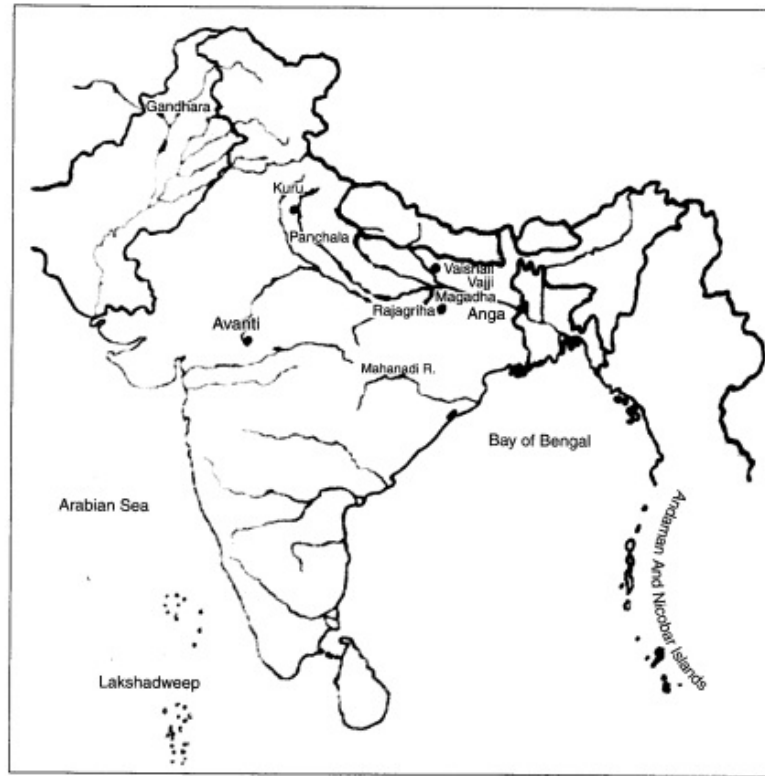 Gandhara
Kuru
Panchala
Vaishali
Vajji
Magadha
Rajagriha
Anga
Avanti
Mahanadi R.
Bay of Bengal
Arabian Sea
Andaman And Nicobar Islands
Lakshadweep